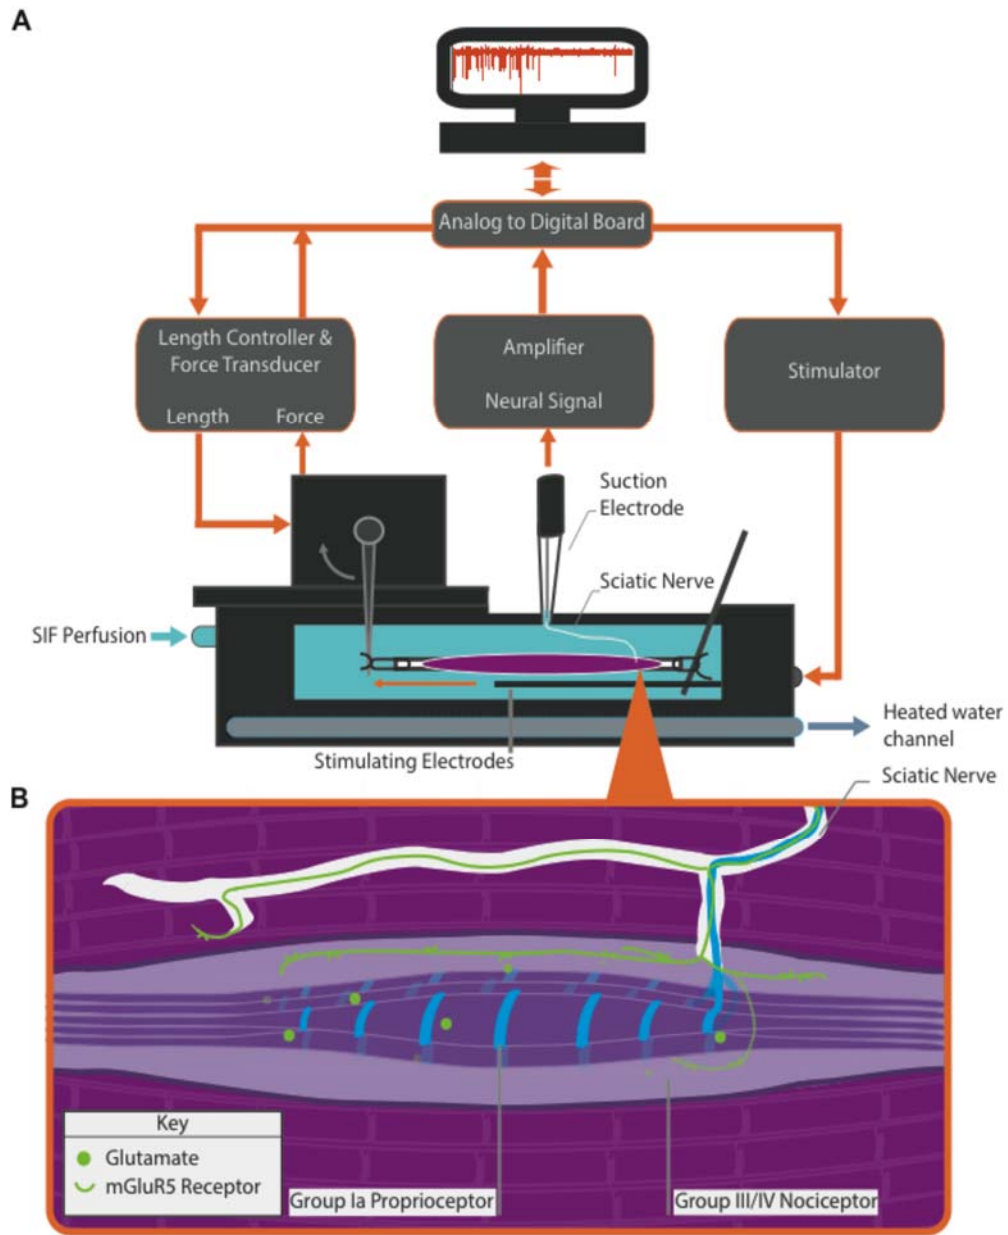 A
Analog to Digital Board
Length Controller &
Force Transducer
Length Force
Amplifier
Neural Signal
Stimulator
Suction
Electrode
Sciatic Nerve
SIF Perfusion
Heated water
channel
Stimulating Electrodes
Sciatic Nerve
B
Key
Glutamate
mGluR5 Receptor
Group Ia Proprioceptor
Group III/IV Nociceptor